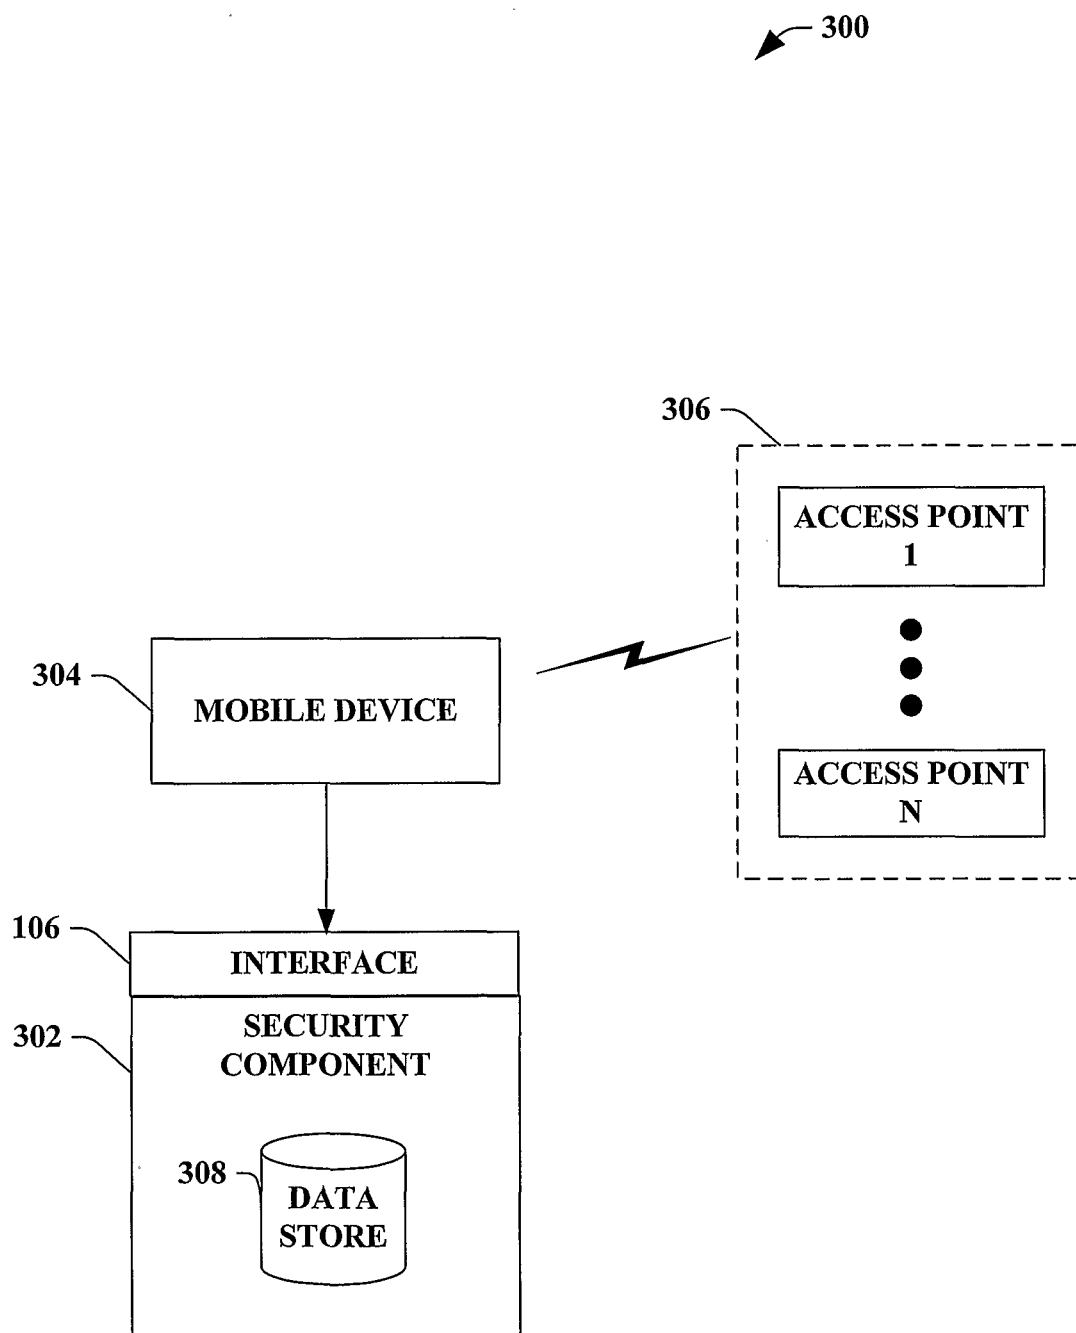 300
306
ACCESS POINT
1
304
MOBILE DEVICE
ACCESS POINT
N
106
INTERFACE
302
SECURITY
COMPONENT
308
DATA
STORE